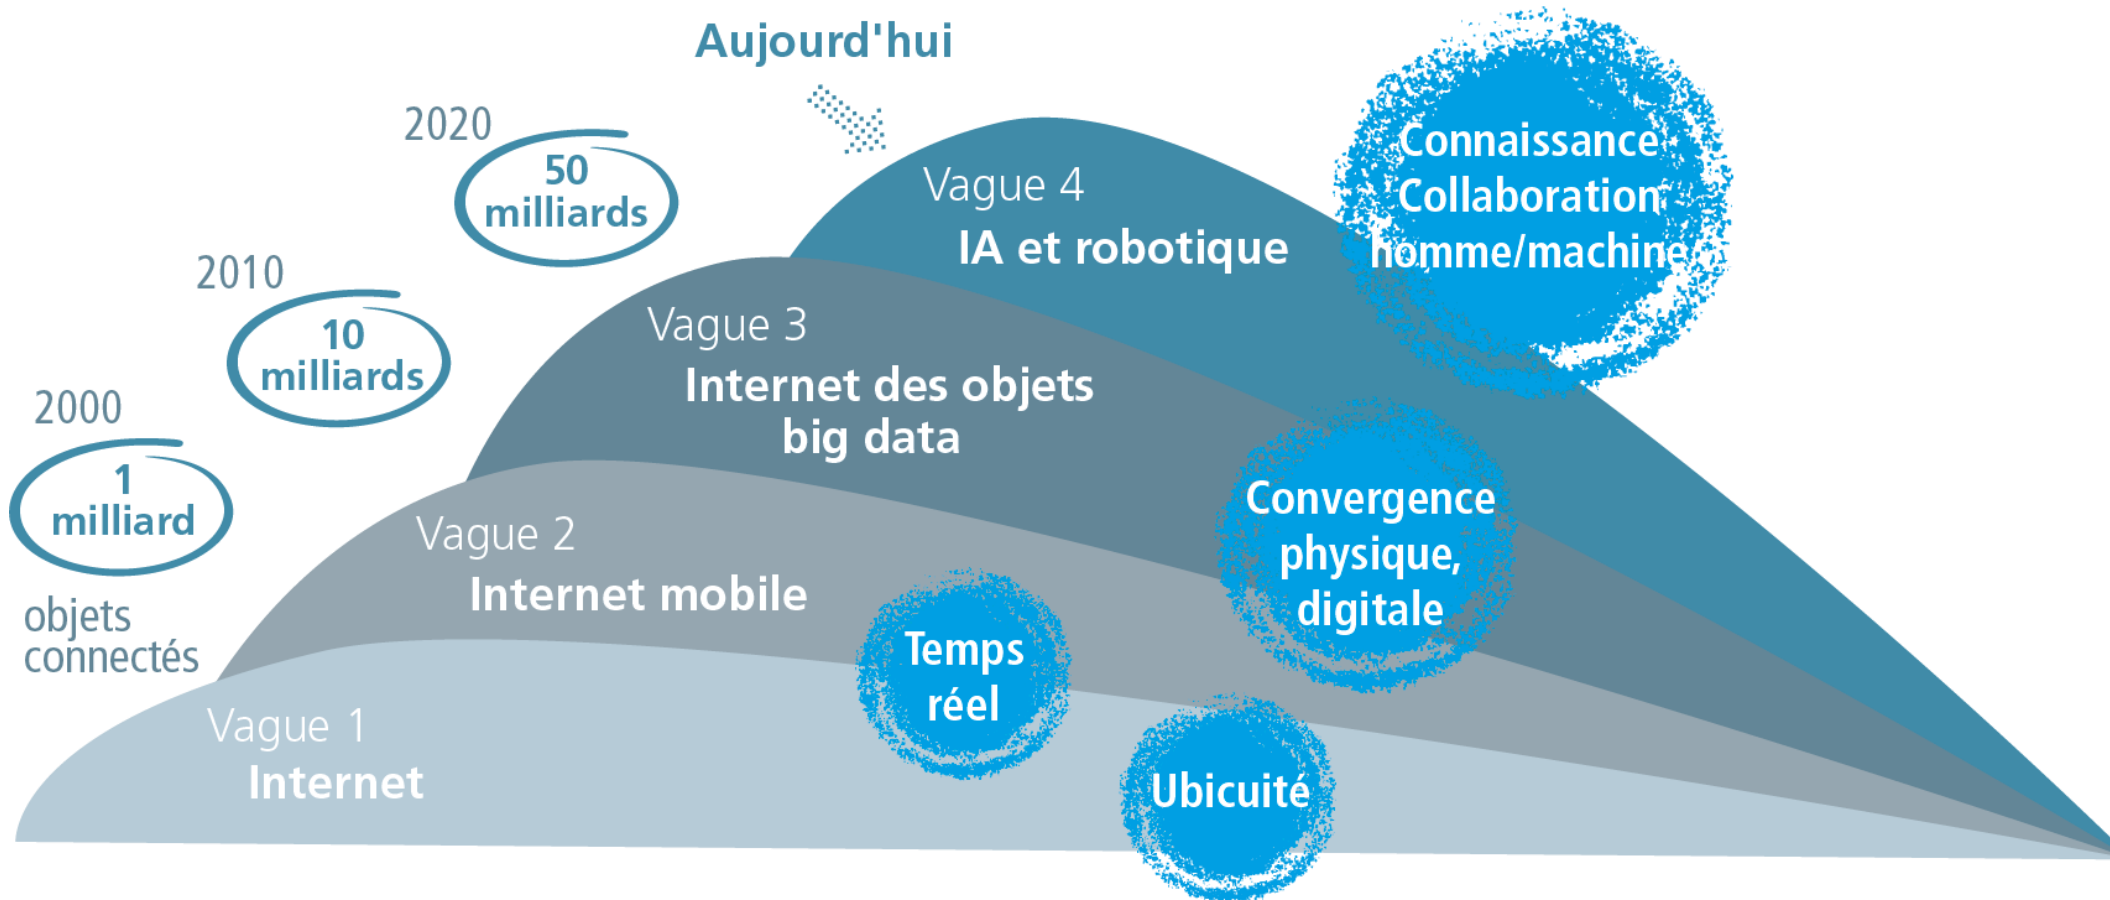 Aujourd'hui
2020
50
milliards
2010
10
milliards
2000
1
milliard
objets
connectés
Vague 4
IA et robotique
Connaissance
Collaboration
homme/machine
Vague 3
Internet des objets
big data
Convergence
physique,
digitale
Vague 2
Internet mobile
Temps
réel
Vague 1
Internet
Ubicuité